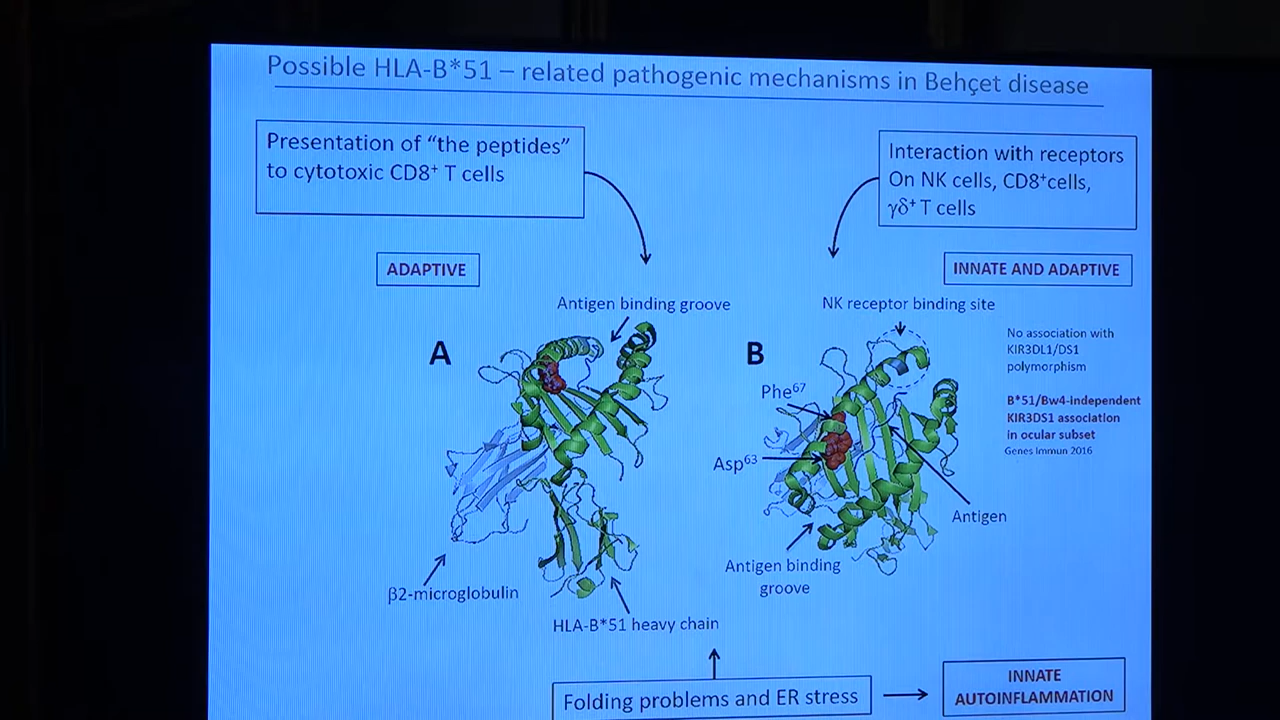 Possible HLA-B*51 – related pathogenic mechanisms in Behçet disease
Presentation of “the peptides”
to cytotoxic CD8⁺ T cells
Interaction with receptors
On NK cells, CD8⁺cells,
γδ⁺ T cells
ADAPTIVE
INNATE AND ADAPTIVE
Antigen binding groove
NK receptor binding site
No association with
KIR3DL1/DS1
polymorphism
A
B
Phe⁶⁷
B*51/Bw4-independent
KIR3DS1 association
in ocular subset
Genes Immun 2016
Asp⁶³
Antigen
Antigen binding
groove
β2-microglobulin
HLA-B*51 heavy chain
Folding problems and ER stress
INNATE
AUTOINFLAMMATION